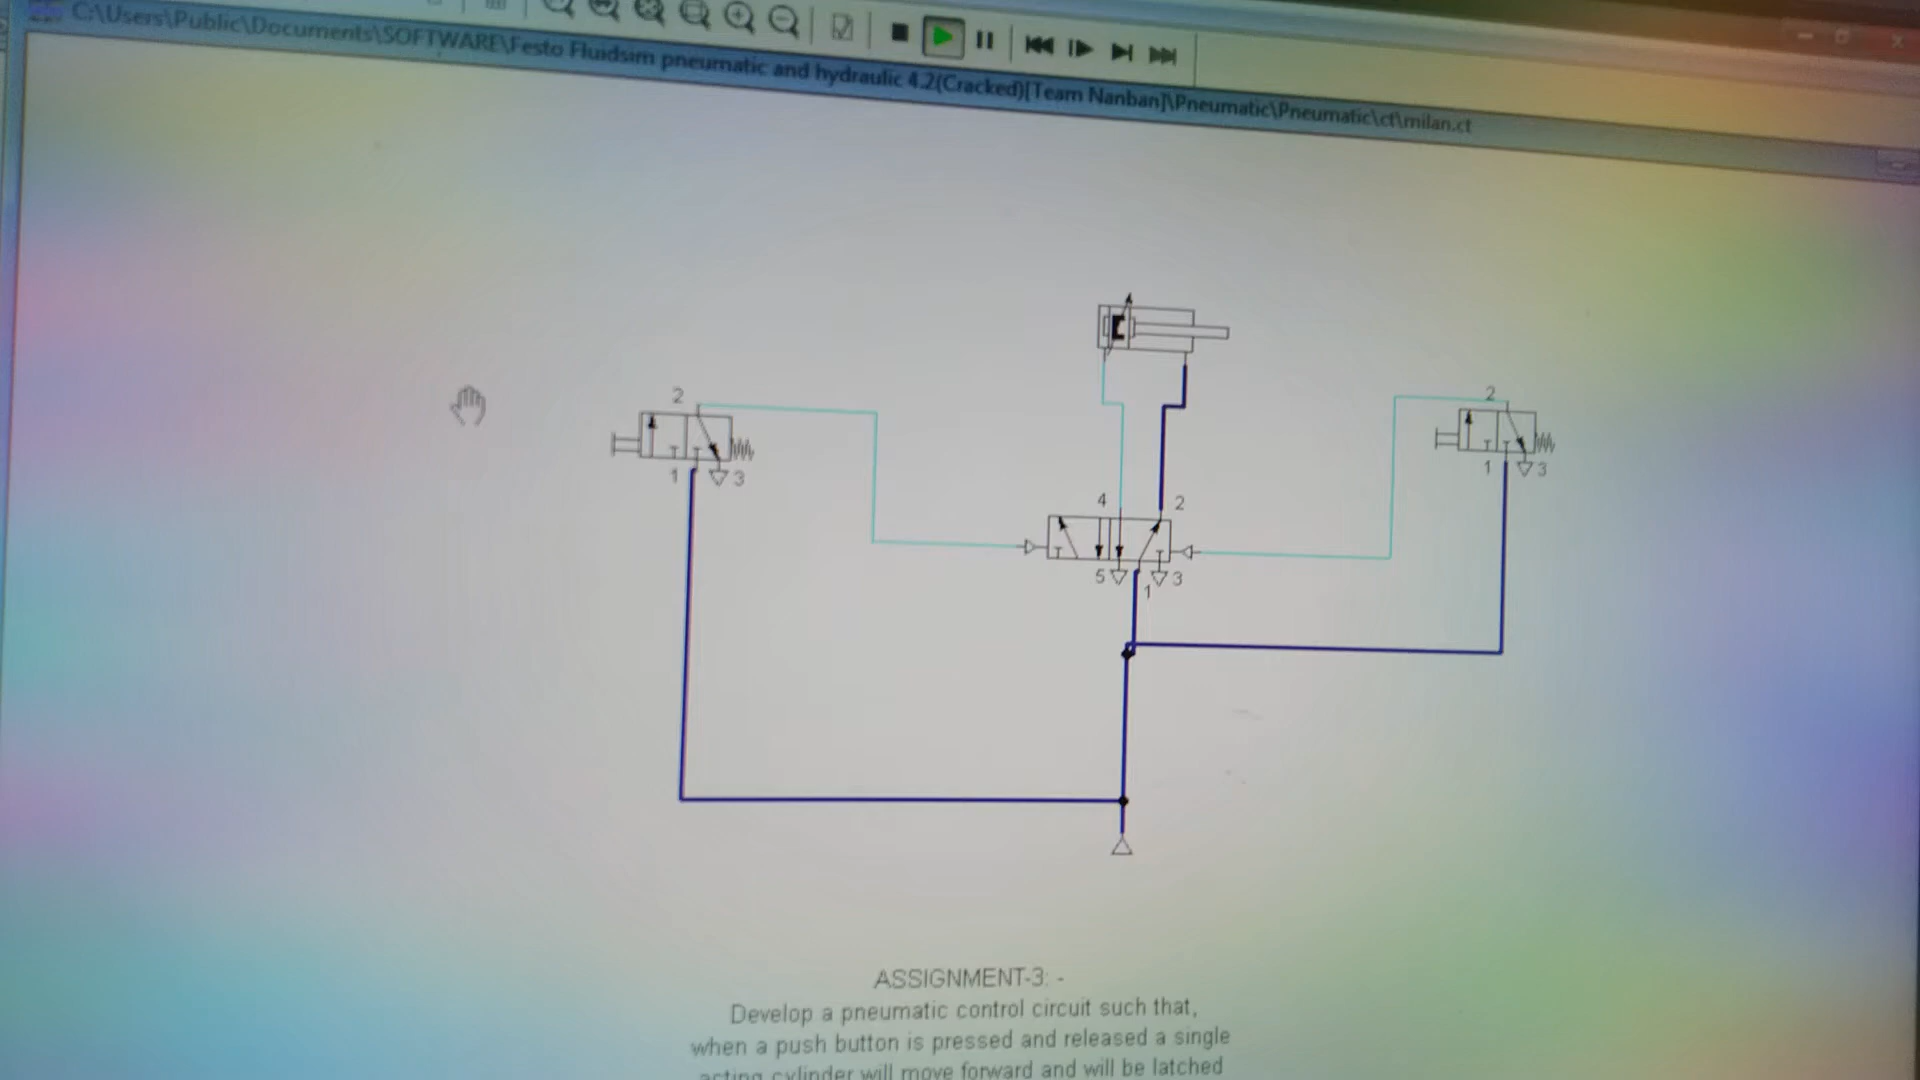 C:\Users\Public\Documents\SOFTWARE\Festo Fluidsim pneumatic and hydraulic 4.2(Cracked)[Team Nanban]\Pneumatic\Pneumatic\ct\milan.ct
2
2
1
3
1
3
4
2
5
1
3
ASSIGNMENT-3: -
Develop a pneumatic control circuit such that,
when a push button is pressed and released a single
acting cylinder will move forward and will be latched